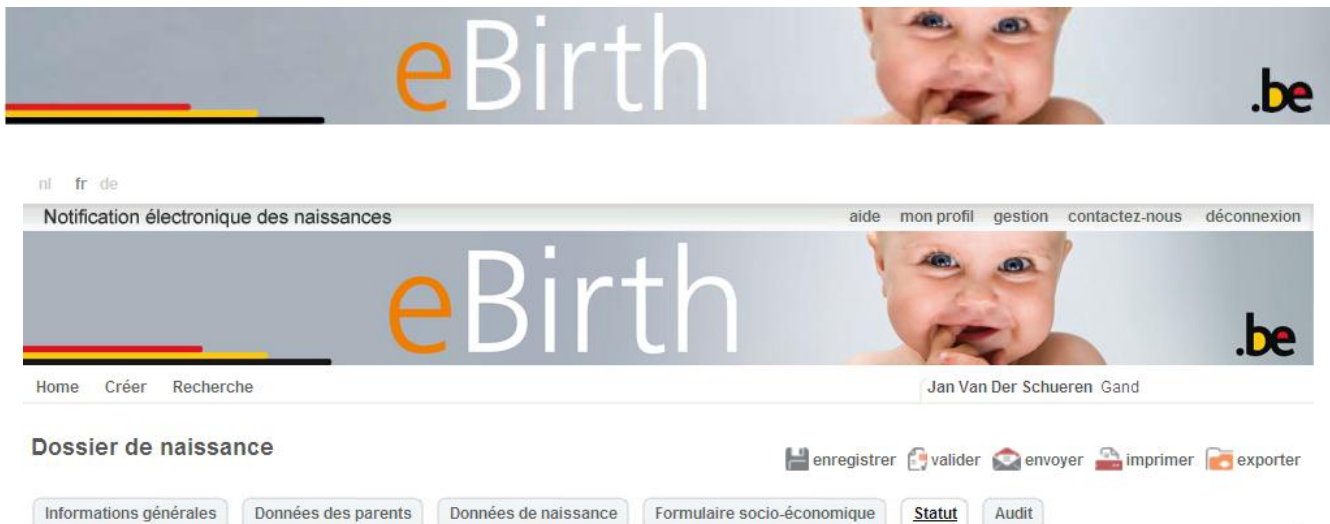 eBirth
.be
nl fr de
Notification électronique des naissances aide mon profil gestion contactez-nous déconnexion
eBirth
.be
Home Créer Recherche Jan Van Der Schueren Gand
Dossier de naissance enregistrer valider envoyer imprimer exporter
Informations générales Données des parents Données de naissance Formulaire socio-économique Statut Audit